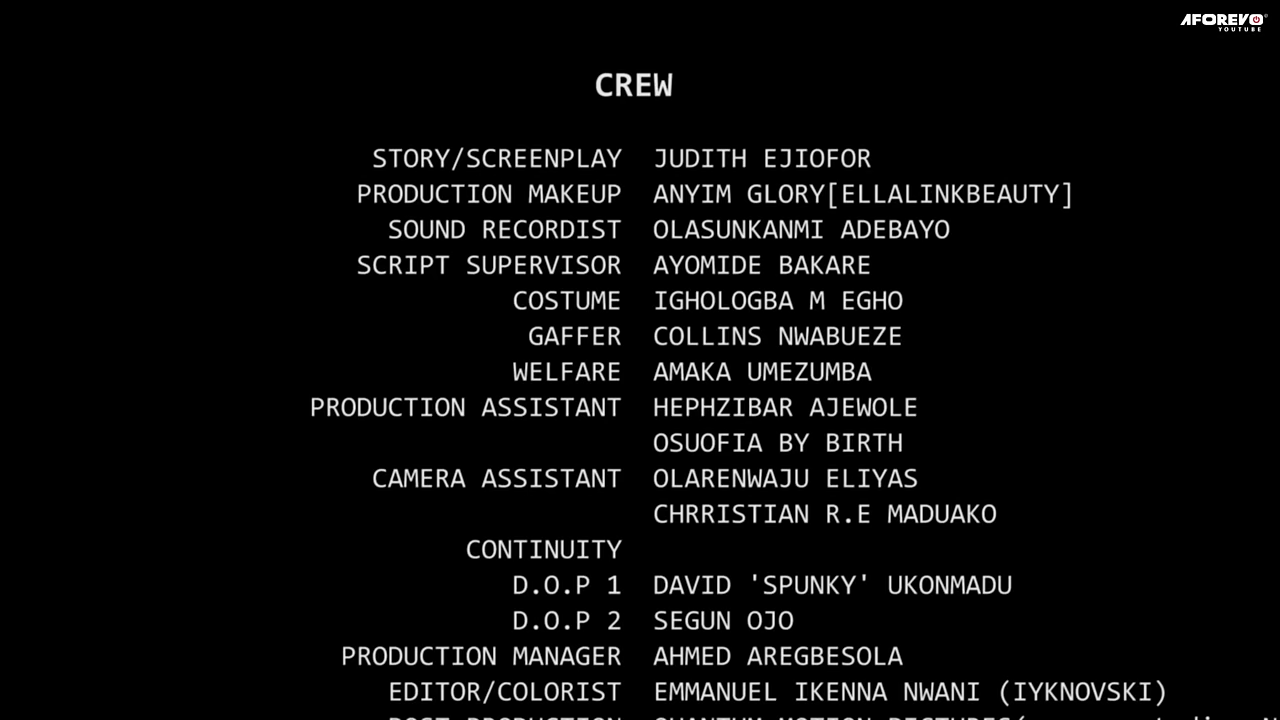 AFOREVO
YOUTUBE
CREW
STORY/SCREENPLAY JUDITH EJIOFOR
PRODUCTION MAKEUP ANYIM GLORY[ELLALINKBEAUTY]
SOUND RECORDIST OLASUNKANMI ADEBAYO
SCRIPT SUPERVISOR AYOMIDE BAKARE
COSTUME IGHOLOGBA M EGHO
GAFFER COLLINS NWABUEZE
WELFARE AMAKA UMEZUMBA
PRODUCTION ASSISTANT HEPHZIBAR AJEWOLE
OSUOFIA BY BIRTH
CAMERA ASSISTANT OLARENWAJU ELIYAS
CHRRISTIAN R.E MADUAKO
CONTINUITY
D.O.P 1 DAVID 'SPUNKY' UKONMADU
D.O.P 2 SEGUN OJO
PRODUCTION MANAGER AHMED AREGBESOLA
EDITOR/COLORIST EMMANUEL IKENNA NWANI (IYKNOVSKI)